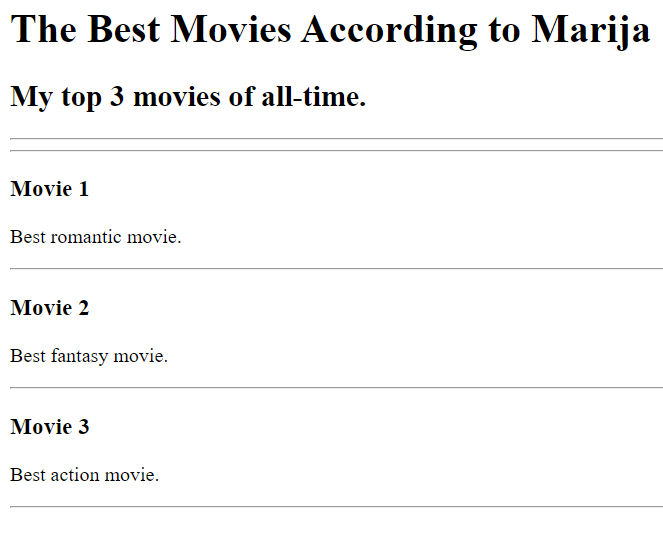 The Best Movies According to Marija
My top 3 movies of all-time.
Movie 1
Best romantic movie.
Movie 2
Best fantasy movie.
Movie 3
Best action movie.